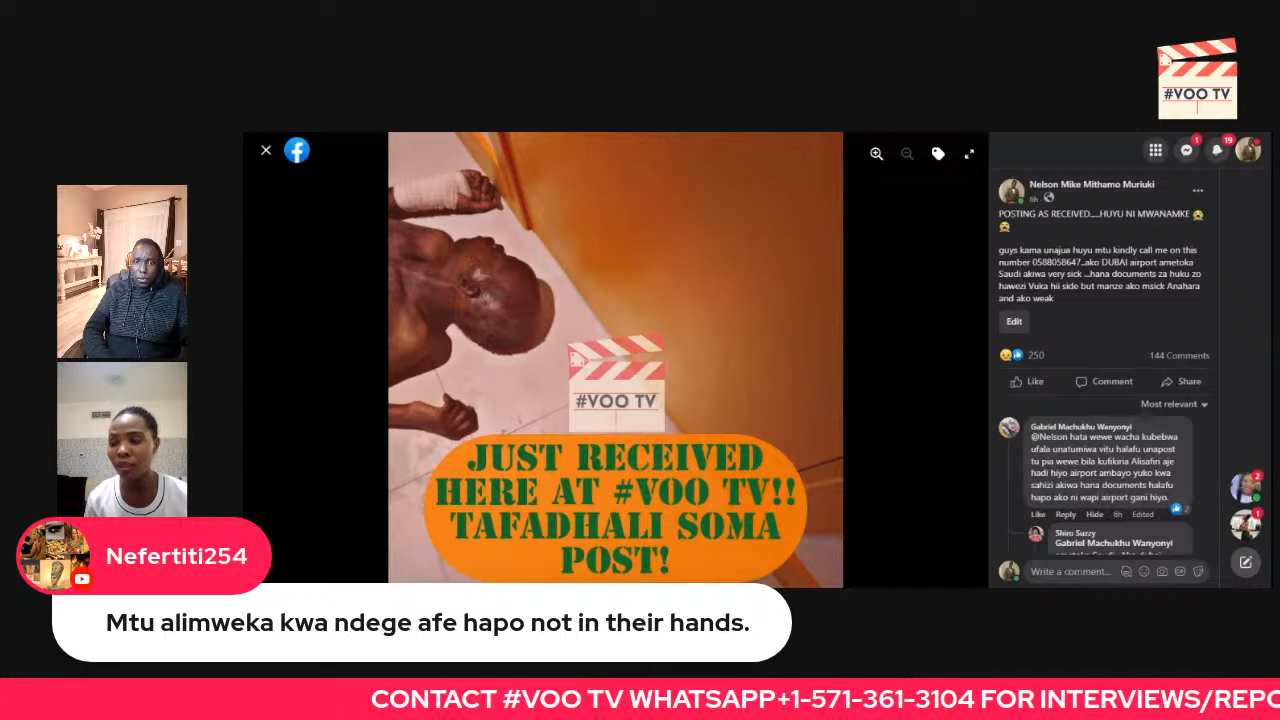 #VOO TV
1
19
Nelson Mike Mithamo Muriuki
6h
POSTING AS RECEIVED.....HUYU NI MWANAMKE
guys kama unajua huyu mtu kindly call me on this
number 0588058647..ako DUBAI airport ametoka
Saudi akiwa very sick ...hana documents za huku zo
hawezi Vuka hii side but manze ako msick Anahara
and ako weak
Edit
250
144 Comments
Like
Comment
Share
Most relevant
Gabriel Machukhu Wanyonyi
@Nelson hata wewe wacha kubebwa
ufala unatumiwa vitu halafu unapost
tu pia wewe bila kufikiria Alisafiri aje
hadi hiyo airport ambayo yuko kwa
sahizi akiwa hana documents halafu
hapo ako ni wapi airport gani hiyo.
2
Like Reply Hide 6h Edited
Shiro Suzzy
Gabriel Machukhu Wanyonyi
Write a comment...
2
1
#VOO TV
JUST RECEIVED
HERE AT #VOO TV!!
TAFADHALI SOMA
POST!
Nefertiti254
Mtu alimweka kwa ndege afe hapo not in their hands.
CONTACT #VOO TV WHATSAPP+1-571-361-3104 FOR INTERVIEWS/REPO